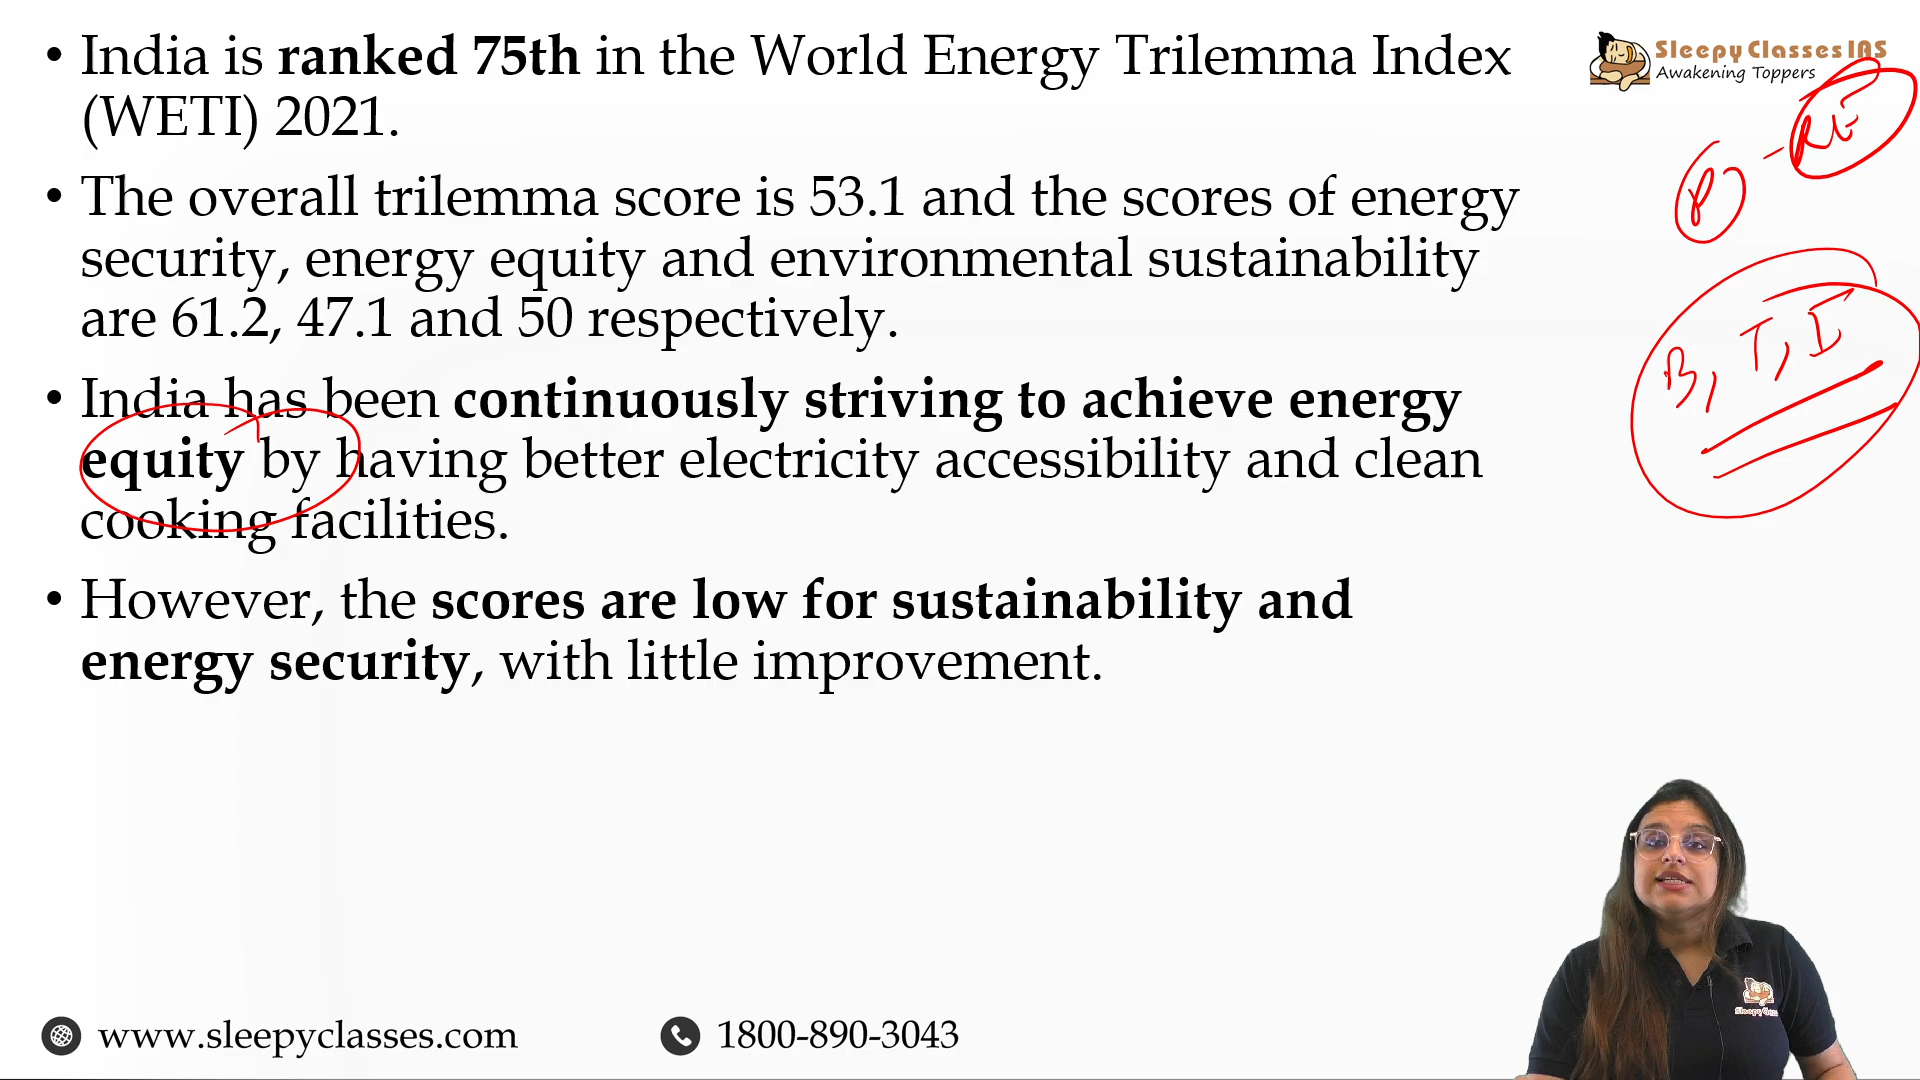 • India is ranked 75th in the World Energy Trilemma Index
(WETI) 2021.
• The overall trilemma score is 53.1 and the scores of energy
security, energy equity and environmental sustainability
are 61.2, 47.1 and 50 respectively.
• India has been continuously striving to achieve energy
equity by having better electricity accessibility and clean
cooking facilities.
• However, the scores are low for sustainability and
energy security, with little improvement.
Sleepy Classes IAS
Awakening Toppers
RE
P
B, T, I
www.sleepyclasses.com
1800-890-3043